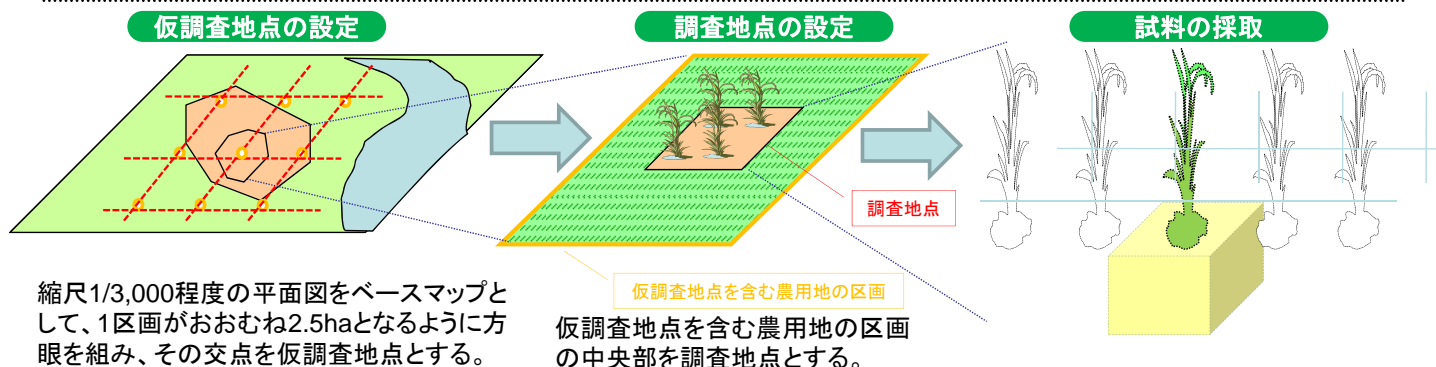 仮調査地点の設定
調査地点の設定
試料の採取
調査地点
仮調査地点を含む農用地の区画
縮尺1/3,000程度の平面図をベースマップと
して、1区画がおおむね2.5haとなるように方
眼を組み、その交点を仮調査地点とする。
仮調査地点を含む農用地の区画
の中央部を調査地点とする。